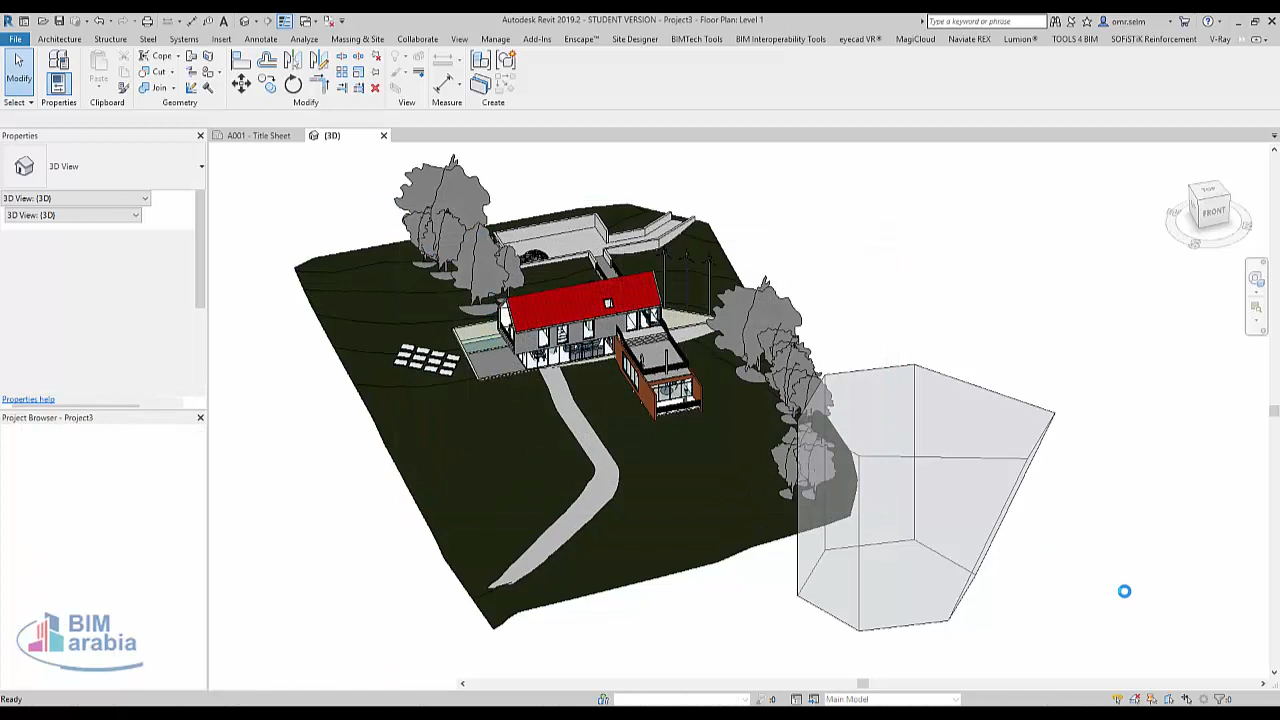 Autodesk Revit 2019.2 - STUDENT VERSION - Project3 - Floor Plan: Level 1
Type a keyword or phrase
omr.selm
File Architecture Structure Steel Systems Insert Annotate Analyze Massing & Site Collaborate View Manage Add-Ins Enscape™ Site Designer BIMTech Tools BIM Interoperability Tools eyecad VR® MagiCloud Naviate REX Lumion® TOOLS 4 BIM SOFiSTiK Reinforcement V-Ray
Modify
Paste
Cope
Cut
Join
Select Properties Clipboard Geometry Modify View Measure Create
Properties
A001 - Title Sheet
(3D)
3D View
3D View: (3D)
3D View: (3D)
TOP
FRONT
Properties help
Project Browser - Project3
BIM
arabia
Ready
:0
Main Model
:0